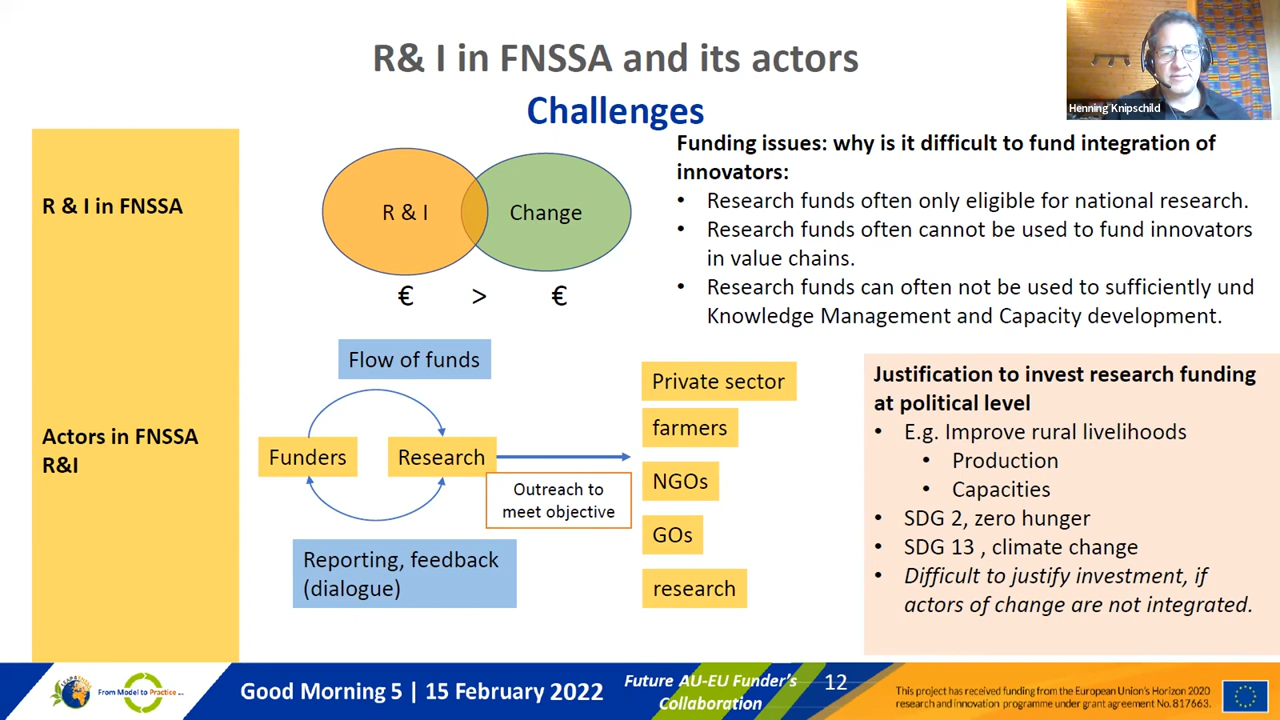 R& I in FNSSA and its actors
Challenges
Henning Knipschild
R & I in FNSSA
R & I
Change
€ > €
Funding issues: why is it difficult to fund integration of
innovators:
• Research funds often only eligible for national research.
• Research funds often cannot be used to fund innovators
in value chains.
• Research funds can often not be used to sufficiently und
Knowledge Management and Capacity development.
Actors in FNSSA
R&I
Flow of funds
Funders
Research
Outreach to
meet objective
Reporting, feedback
(dialogue)
Private sector
farmers
NGOs
GOs
research
Justification to invest research funding
at political level
• E.g. Improve rural livelihoods
• Production
• Capacities
• SDG 2, zero hunger
• SDG 13 , climate change
• Difficult to justify investment, if
actors of change are not integrated.
From Model to Practice
Good Morning 5 | 15 February 2022
Future AU-EU Funder's
Collaboration
12
This project has received funding from the European Union's Horizon 2020
research and innovation programme under grant agreement No. 817663.